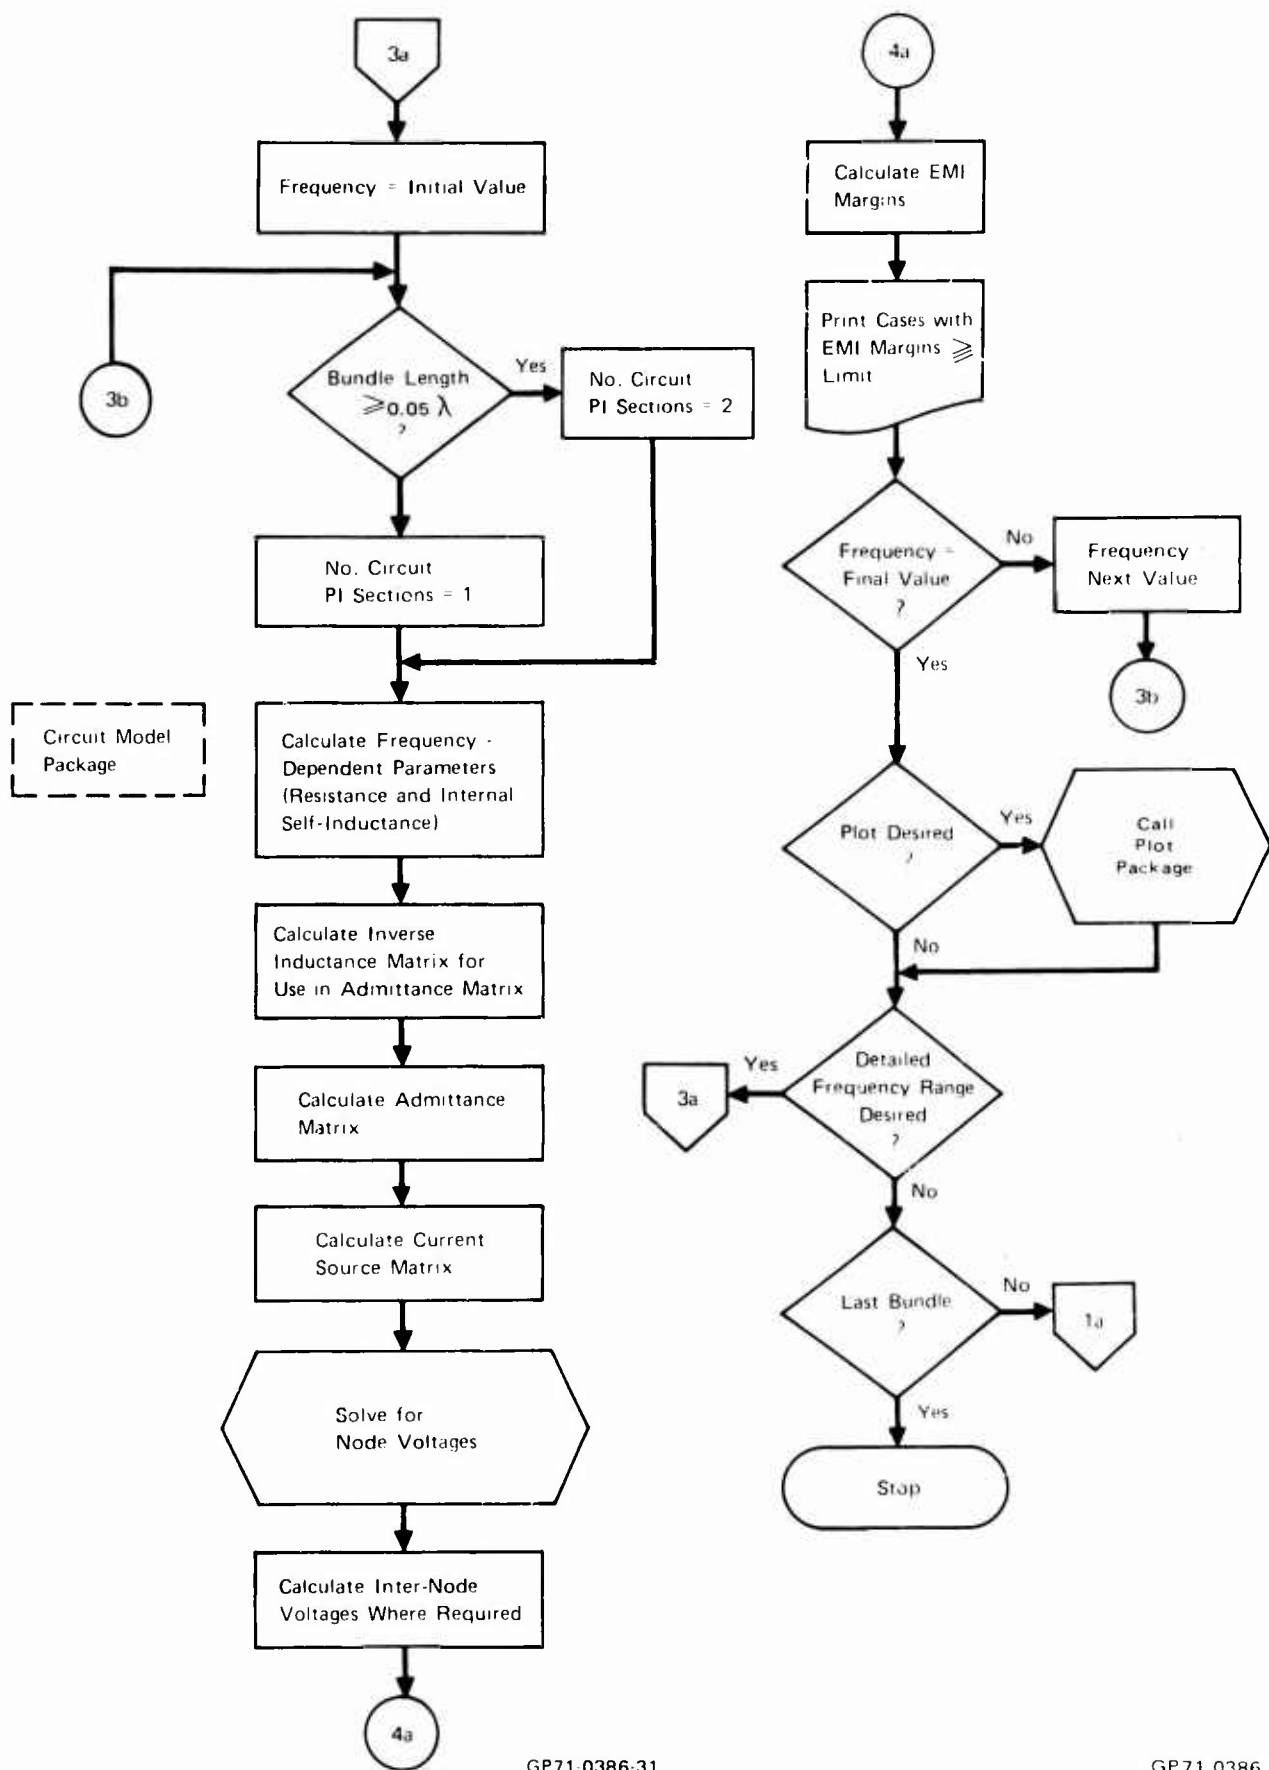 3a
Frequency = Initial Value
3b
Bundle Length
≥0.05 λ
?
Yes
No. Circuit
PI Sections = 2
No. Circuit
PI Sections = 1
Circuit Model
Package
Calculate Frequency -
Dependent Parameters
(Resistance and Internal
Self-Inductance)
Calculate Inverse
Inductance Matrix for
Use in Admittance Matrix
Calculate Admittance
Matrix
Calculate Current
Source Matrix
Solve for
Node Voltages
Calculate Inter-Node
Voltages Where Required
4a
GP71-0386-31
4a
Calculate EMI
Margins
Print Cases with
EMI Margins ≧
Limit
Frequency =
Final Value
?
No
Frequency
Next Value
3b
Yes
Plot Desired
?
Yes
Call
Plot
Package
No
Detailed
Frequency Range
Desired
?
Yes
3a
No
Last Bundle
?
No
1a
Yes
Stop
GP71 0386